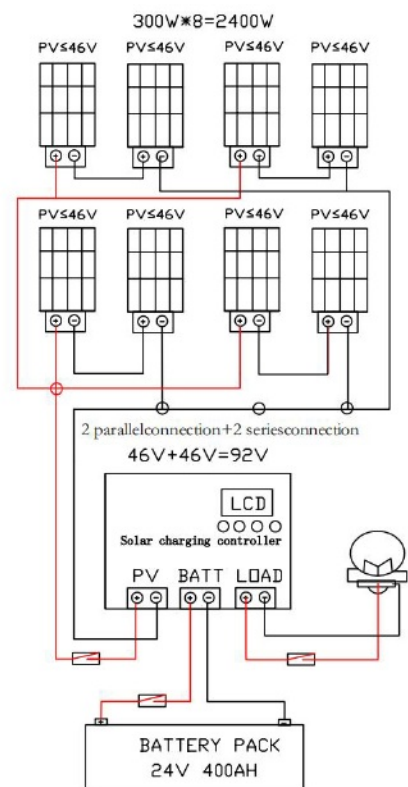 300W*8=2400W
PV≤46V PV≤46V PV≤46V PV≤46V
PV≤46V PV≤46V PV≤46V PV≤46V
2 parallelconnection+2 seriesconnection
46V+46V=92V
LCD
Solar charging controller
PV BATT LOAD
BATTERY PACK
24V 400AH